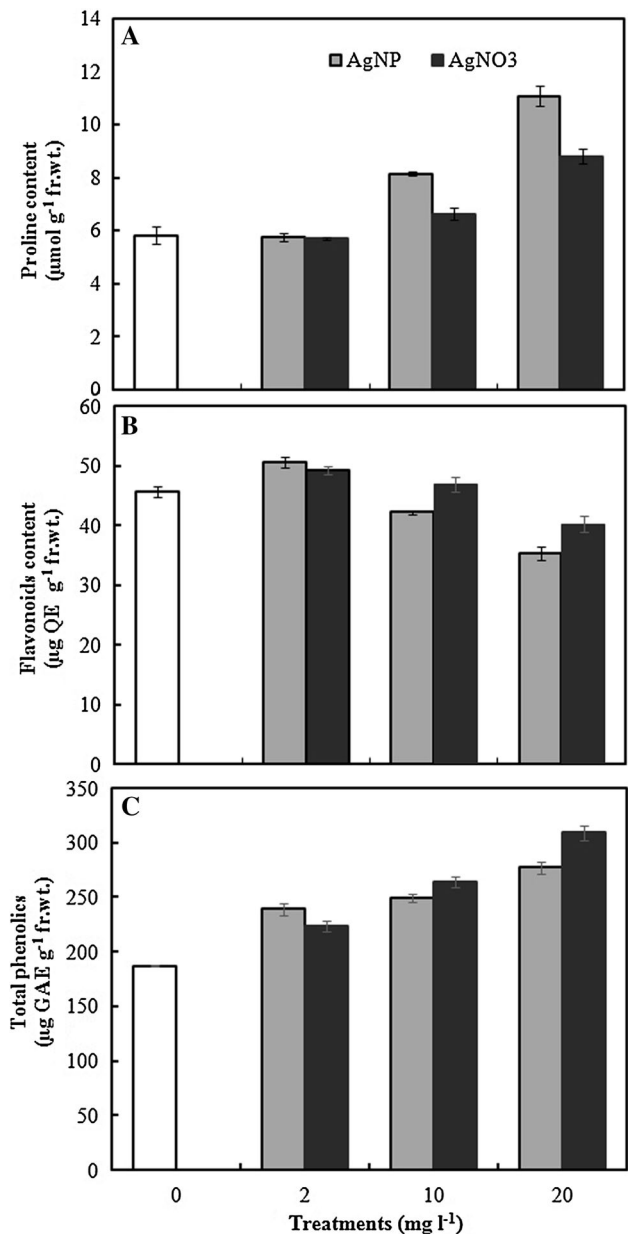 A
AgNP AgNO3
14
12
10
8
6
4
2
0
Proline content
(µmol g-1 fr.wt.)
B
60
50
40
30
20
10
0
Flavonoids content
(µg QE g-1 fr.wt.)
C
350
300
250
200
150
100
50
0
Total phenolics
(µg GAE g-1 fr.wt.)
0 2 10 20
Treatments (mg l-1)